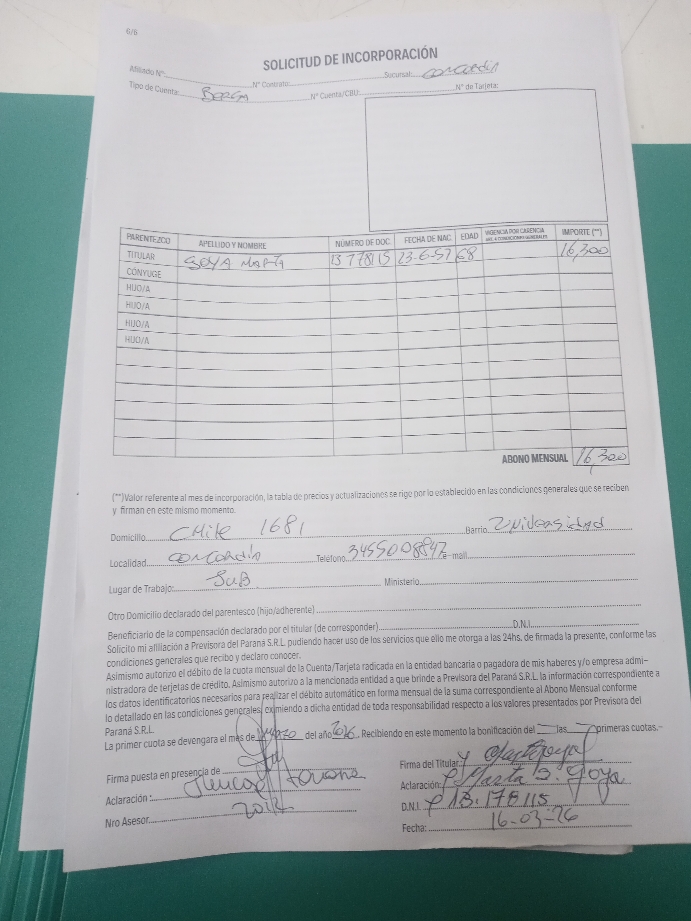 6/6
SOLICITUD DE INCORPORACIÓN
Afiliado Nº: Nº Contrato: Sucursal: concordia
Tipo de Cuenta: Nº Cuenta/CBU: Nº de Tarjeta:
PARENTEZCO APELLIDO Y NOMBRE NÚMERO DE DOC. FECHA DE NAC. EDAD VIGENCIA POR CARENCIA IMPORTE (**)
TITULAR GOYA MARTA 23-6-57 68 16,300
CÓNYUGE
HIJO/A
HIJO/A
HIJO/A
HIJO/A
ABONO MENSUAL 16,300
(**)Valor referente al mes de incorporación, la tabla de precios y actualizaciones se rige por lo establecido en las condiciones generales que se reciben
y firman en este mismo momento.
Domicilio CHile 1681 Barrio Universidad
Localidad concordia Teléfono e-mail
Lugar de Trabajo: Ministerio
Otro Domicilio declarado del parentesco (hijo/adherente)
Beneficiario de la compensación declarado por el titular (de corresponder) D.N.I.
Solicito mi afiliación a Previsora del Paraná S.R.L. pudiendo hacer uso de los servicios que ello me otorga a las 24hs. de firmada la presente, conforme las
condiciones generales que recibo y declaro conocer.
Asimismo autorizo el débito de la cuota mensual de la Cuenta/Tarjeta radicada en la entidad bancaria o pagadora de mis haberes y/o empresa admi-
nistradora de terjetas de crédito. Asimismo autorizo a la mencionada entidad a que brinde a Previsora del Paraná S.R.L. la información correspondiente a
los datos identificatorios necesarios para realizar el débito automático en forma mensual de la suma correspondiente al Abono Mensual conforme
lo detallado en las condiciones generales, eximiendo a dicha entidad de toda responsabilidad respecto a los valores presentados por Previsora del
Paraná S.R.L
La primer cuota se devengara el mes de Marzo del año 2026. Recibiendo en este momento la bonificación del las primeras cuotas.-
Firma puesta en presencia de Firma del Titular:
Aclaración: Aclaración: Marta S. Goya
Nro Asesor D.N.I.
Fecha: 16-03-26